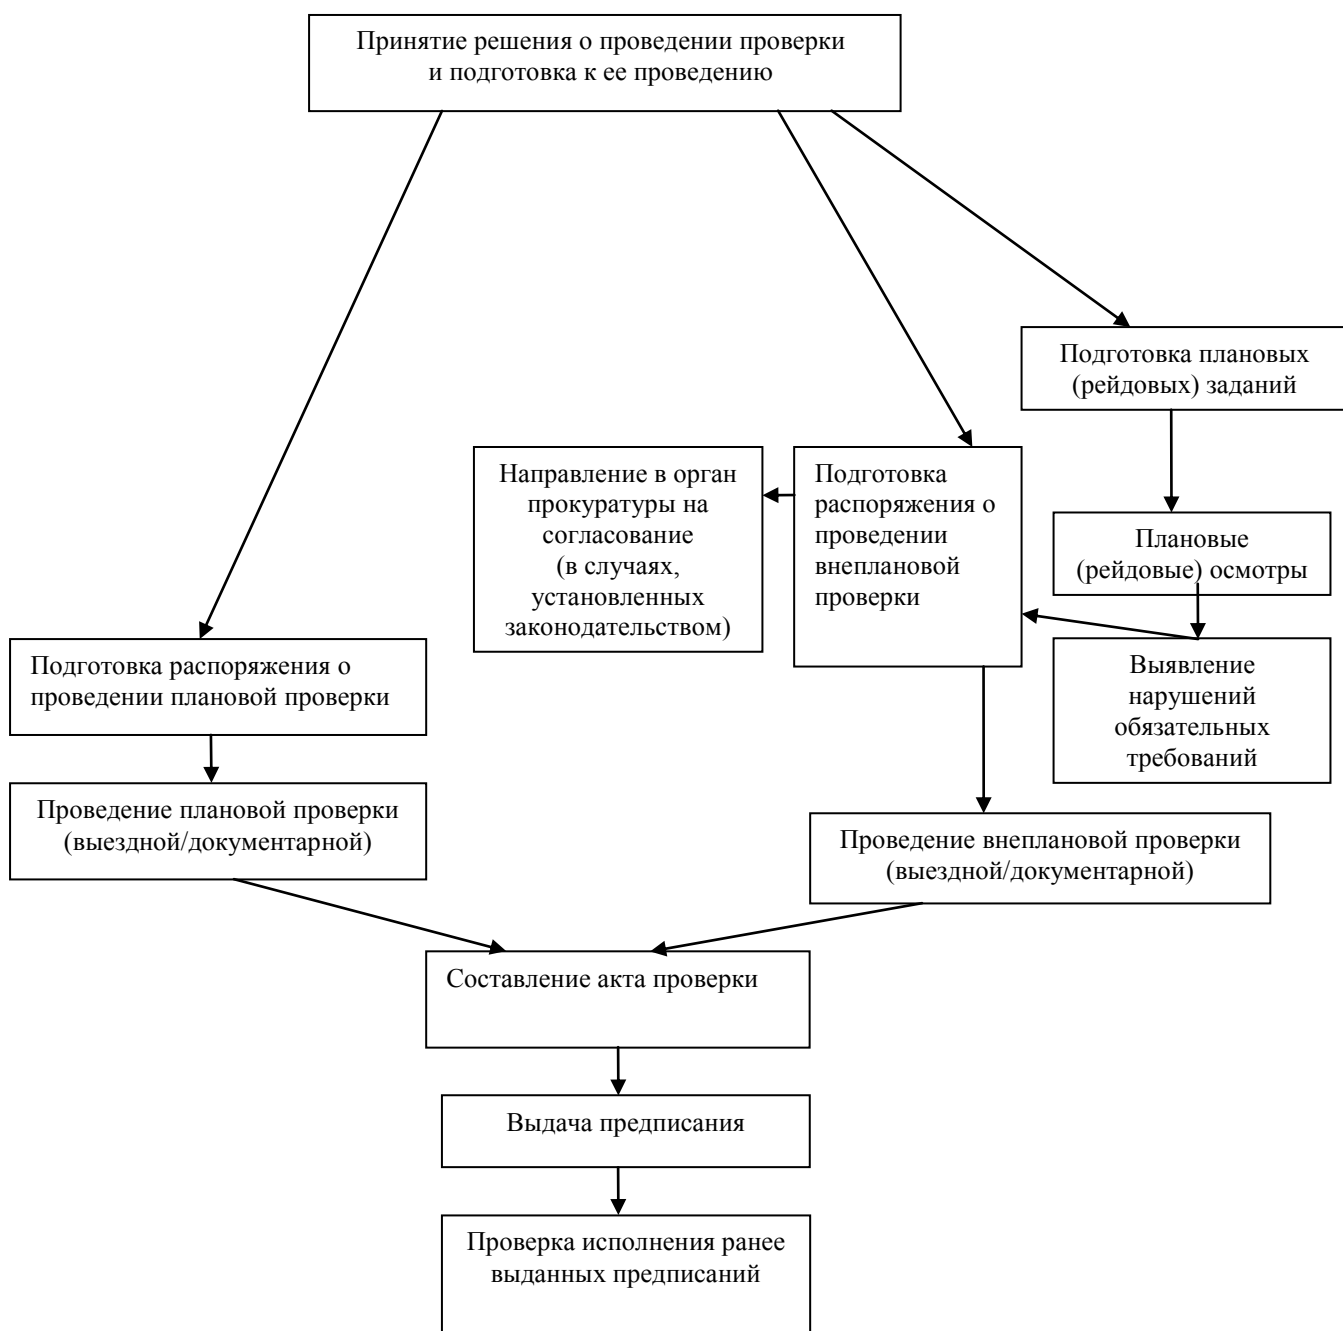 Принятие решения о проведении проверки
и подготовка к ее проведению
Подготовка плановых
(рейдовых) заданий
Направление в орган
прокуратуры на
согласование
(в случаях,
установленных
законодательством)
Подготовка
распоряжения о
проведении
внеплановой
проверки
Плановые
(рейдовые) осмотры
Подготовка распоряжения о
проведении плановой проверки
Выявление
нарушений
обязательных
требований
Проведение плановой проверки
(выездной/документарной)
Проведение внеплановой проверки
(выездной/документарной)
Составление акта проверки
Выдача предписания
Проверка исполнения ранее
выданных предписаний